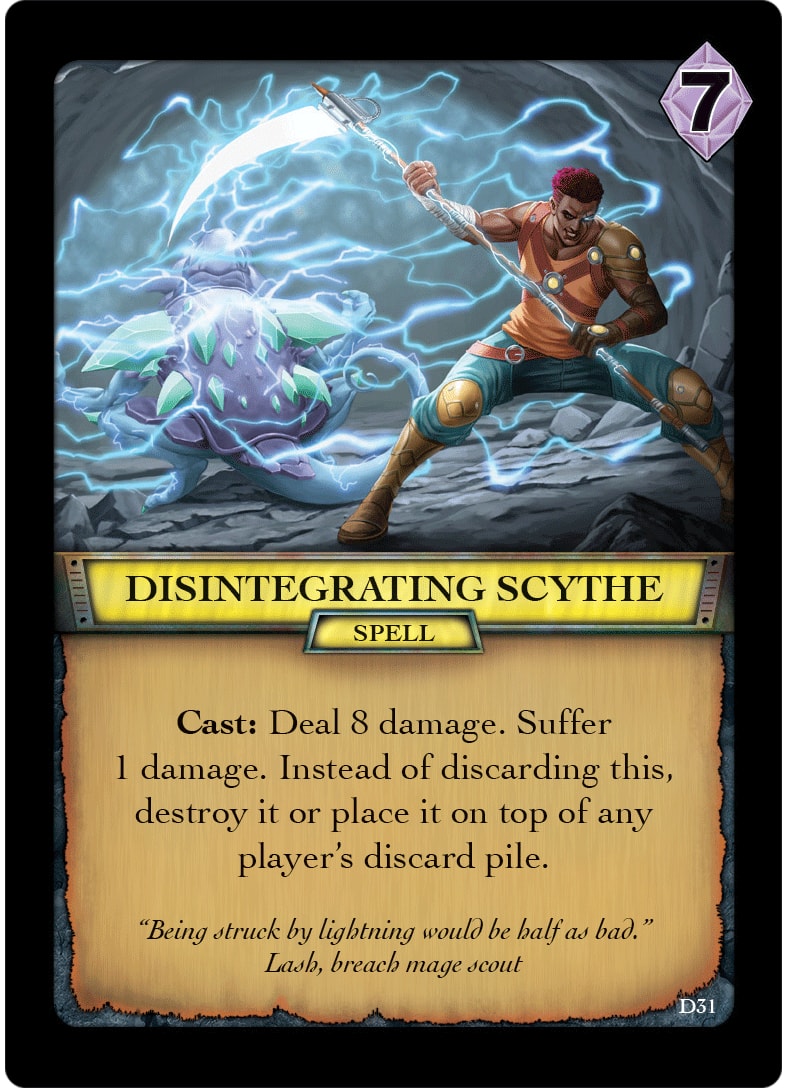 7
DISINTEGRATING SCYTHE
SPELL
Cast: Deal 8 damage. Suffer
1 damage. Instead of discarding this,
destroy it or place it on top of any
player’s discard pile.
“Being struck by lightning would be half as bad.”
Lash, breach mage scout
D31